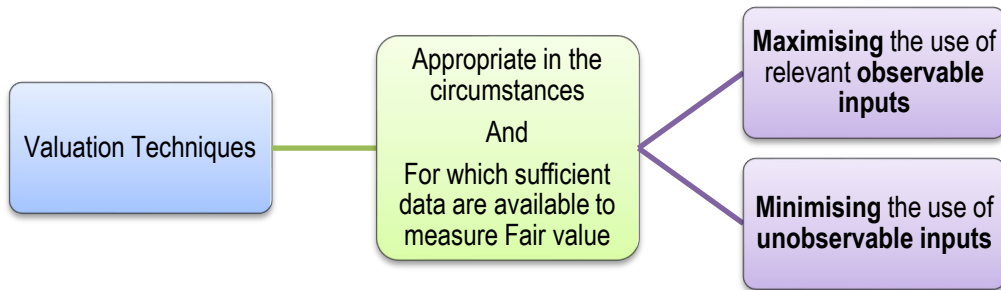 Valuation Techniques
Appropriate in the
circumstances
And
For which sufficient
data are available to
measure Fair value
Maximising the use of
relevant observable
inputs
Minimising the use of
unobservable inputs